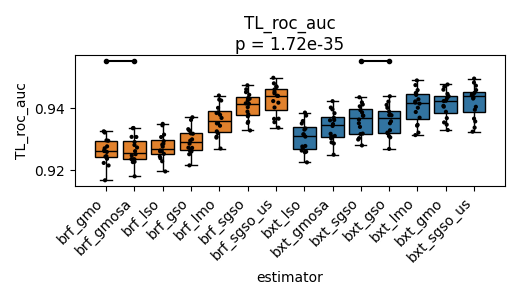 TL_roc_auc
p = 1.72e-35
TL_roc_auc
0.94
0.92
brf_gmo
brf_gmosa
brf_lso
brf_gso
brf_lmo
brf_sgso
brf_sgso_us
bxt_lso
bxt_gmosa
bxt_sgso
bxt_gso
bxt_lmo
bxt_gmo
bxt_sgso_us
estimator